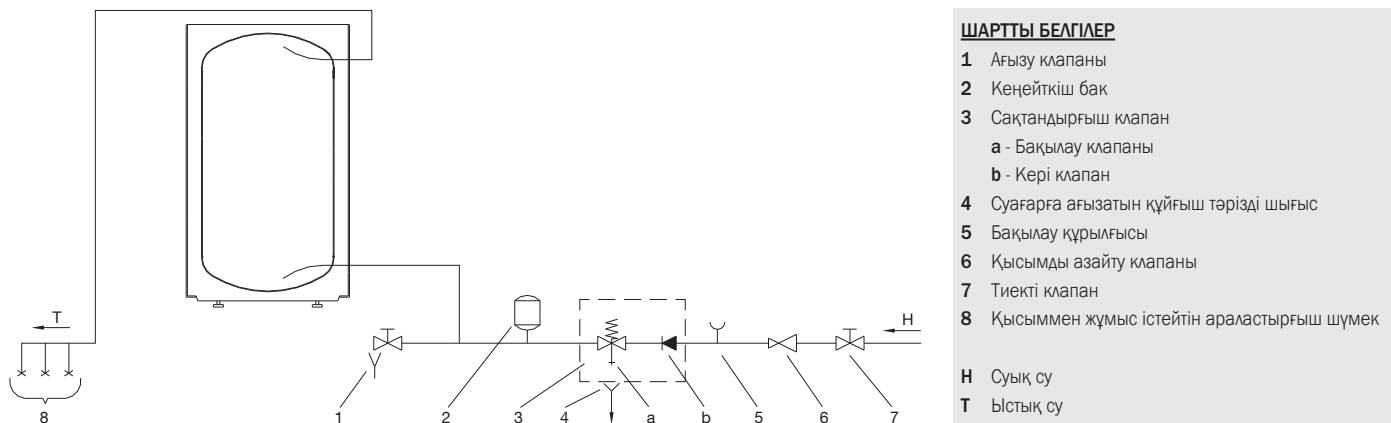 ШАРТТЫ БЕЛГІЛЕР
1 Ағызу клапаны
2 Кеңейткіш бак
3 Сақтандырғыш клапан
a - Бақылау клапаны
b - Кері клапан
4 Суағарға ағызатын құйғыш тәрізді шығыс
5 Бақылау құрылғысы
6 Қысымды азайту клапаны
7 Тиекті клапан
8 Қысыммен жұмыс істейтін араластырғыш шүмек
H Суық су
T Ыстық су
T
H
8
1 2 3 4 a b 5 6 7